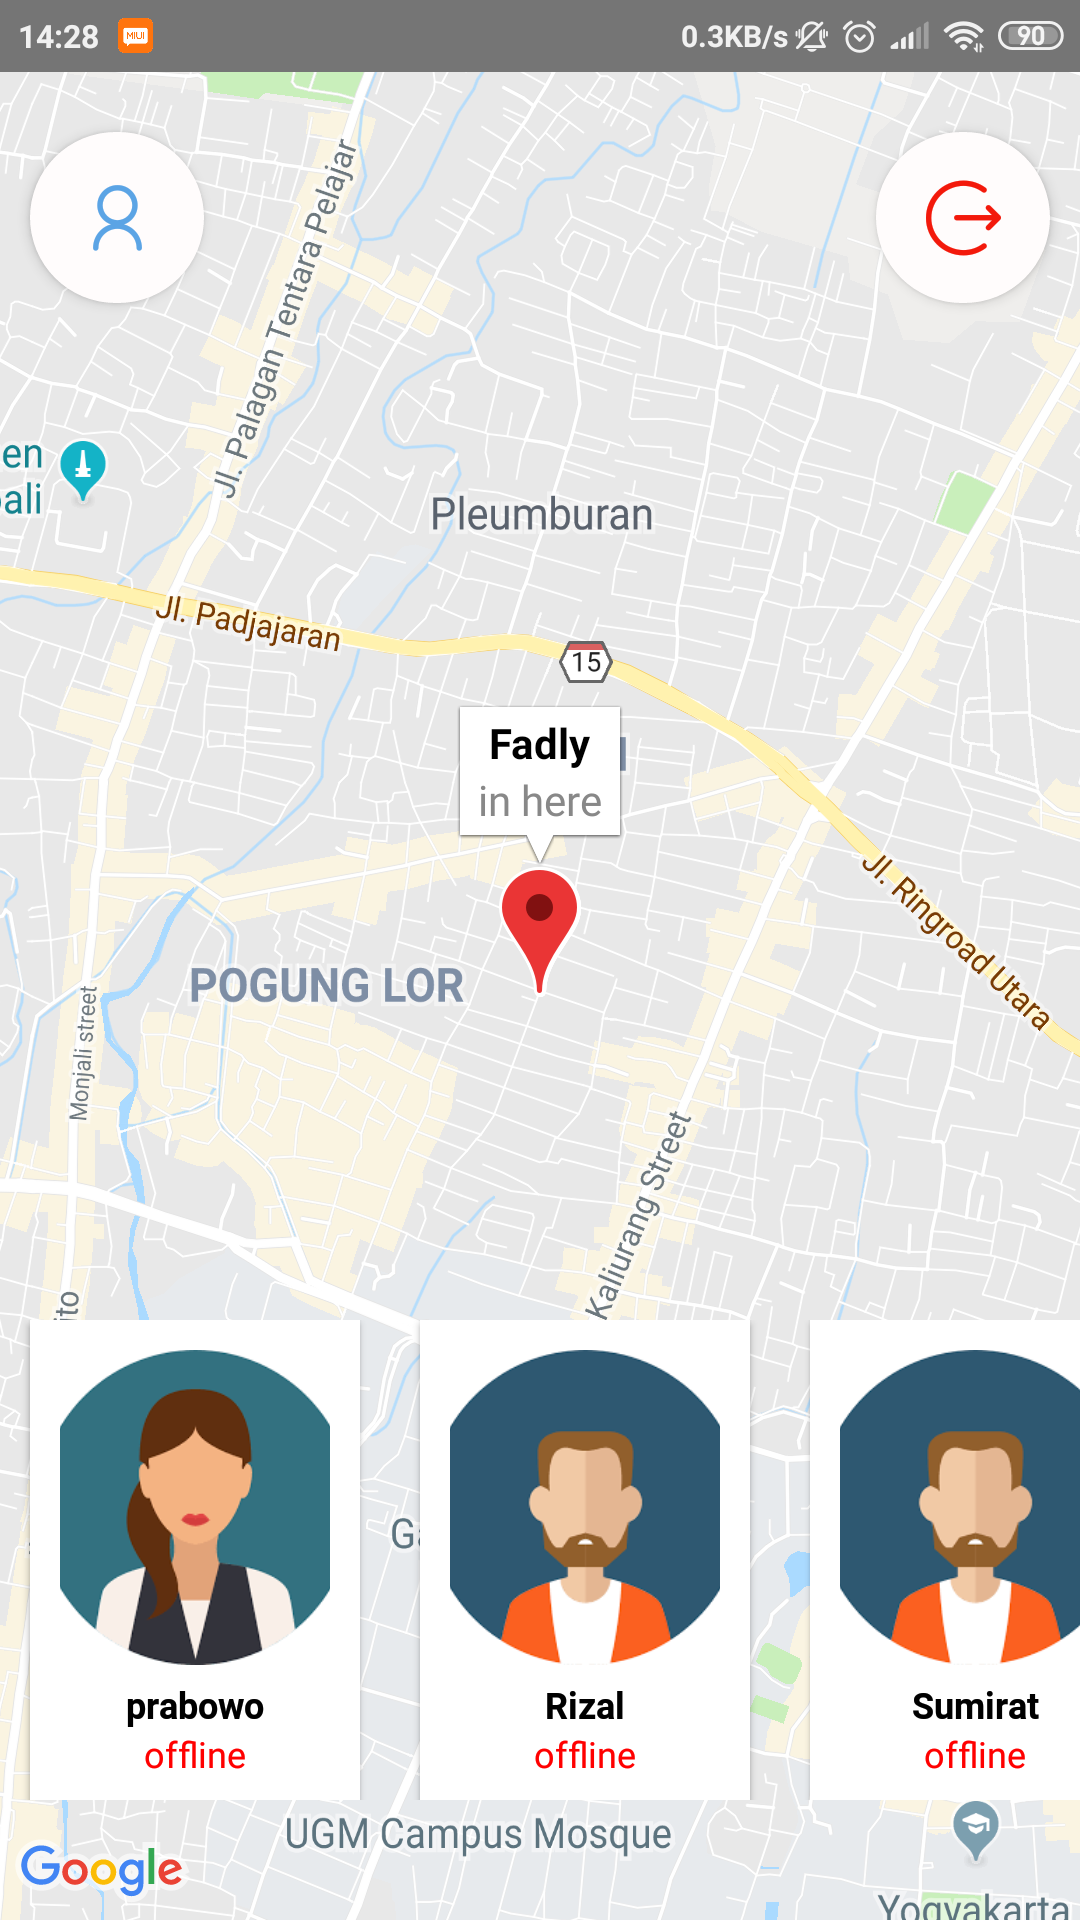 14:28
MIUI
0.3KB/s
90
Jl. Palagan Tentara Pelajar
en
ali
Pleumburan
Jl. Padjajaran
15
Fadly
in here
Jl. Ringroad Utara
POGUNG LOR
Monjali street
Kaliurang Street
ito
Ga
prabowo
offline
Rizal
offline
Sumirat
offline
UGM Campus Mosque
Google
Yogyakarta